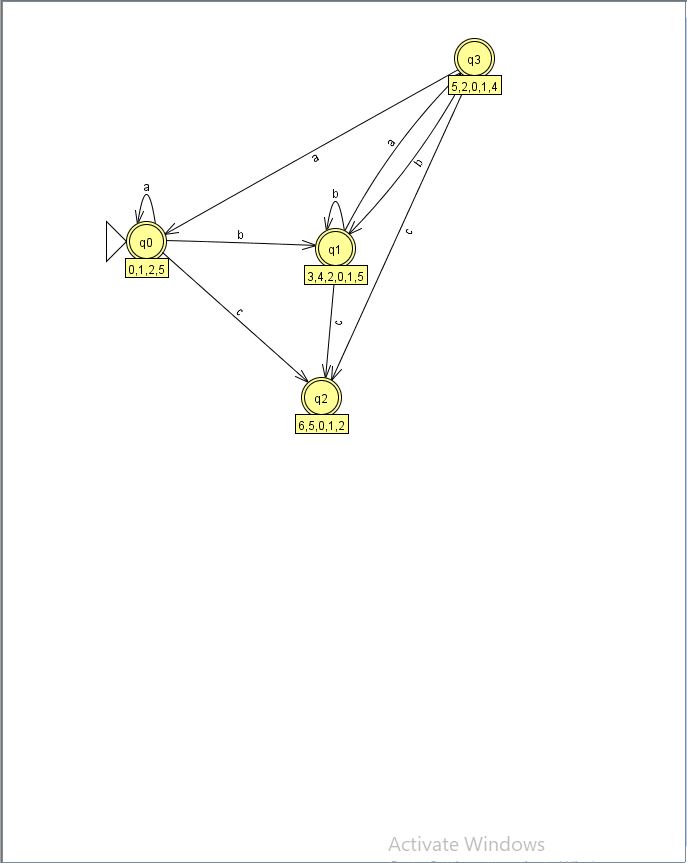 q3
5,2,0,1,4
a
a
b
a
b
q0
b
q1
c
0,1,2,5
3,4,2,0,1,5
c
c
q2
6,5,0,1,2
Activate Windows